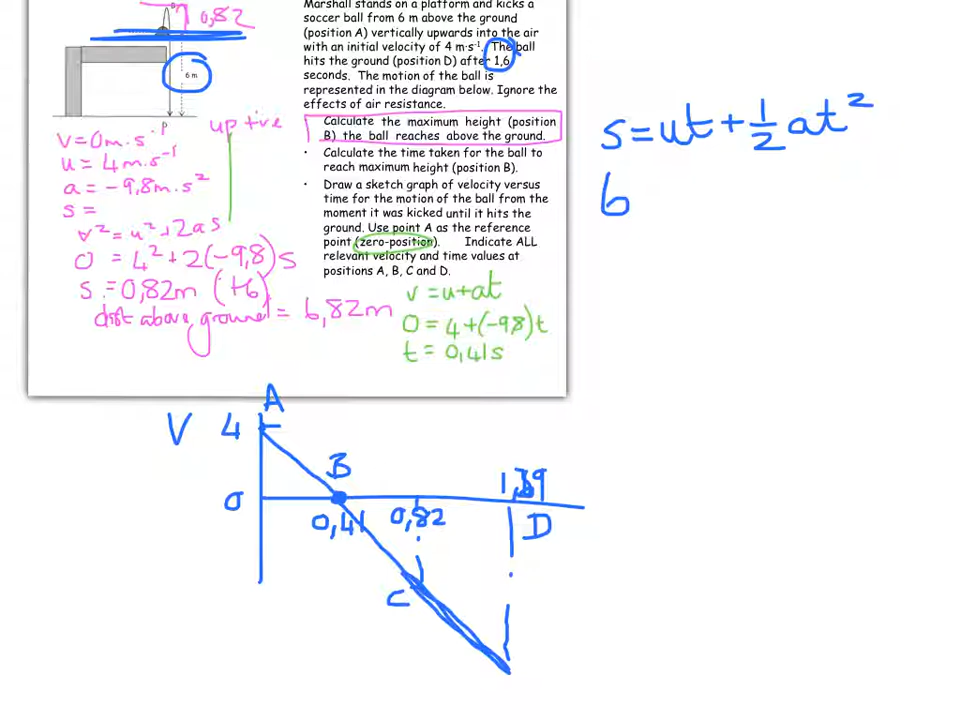 Marshall stands on a platform and kicks a
soccer ball from 6 m above the ground
(position A) vertically upwards into the air
with an initial velocity of 4 m·s⁻¹. The ball
hits the ground (position D) after 1,6
seconds. The motion of the ball is
represented in the diagram below. Ignore the
effects of air resistance.
Calculate the maximum height (position
B) the ball reaches above the ground.
• Calculate the time taken for the ball to
reach maximum height (position B).
• Draw a sketch graph of velocity versus
time for the motion of the ball from the
moment it was kicked until it hits the
ground. Use point A as the reference
point (zero-position). Indicate ALL
relevant velocity and time values at
positions A, B, C and D.
0,82
6 m
up +ive
v = 0 m.s⁻¹
u = 4 m.s⁻¹
a = -9,8 m.s²
s =
v² = u² + 2as
0 = 4² + 2(-9,8)s
s = 0,82m (+6)
dist above ground = 6,82m
v = u + at
0 = 4 + (-9,8)t
t = 0,41s
s = ut + ½ at²
6
A
V 4
B
0
0,41
0,82
D
C